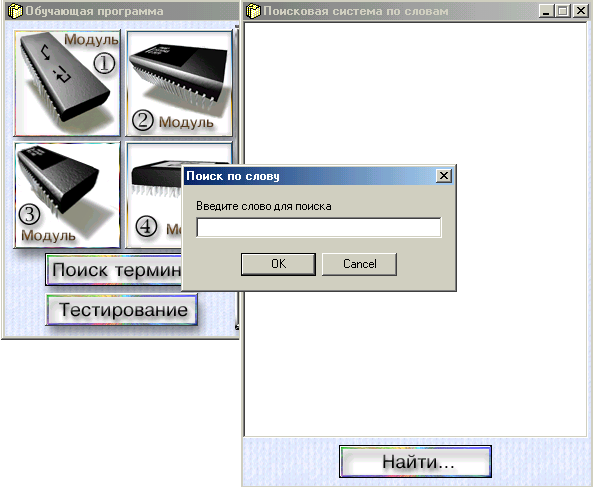 Обучающая программа
Модуль
1
2 Модуль
3
Модуль
4 Мо
Поиск термин
Тестирование
Поисковая система по словам
Поиск по слову
Введите слово для поиска
OK
Cancel
Найти...